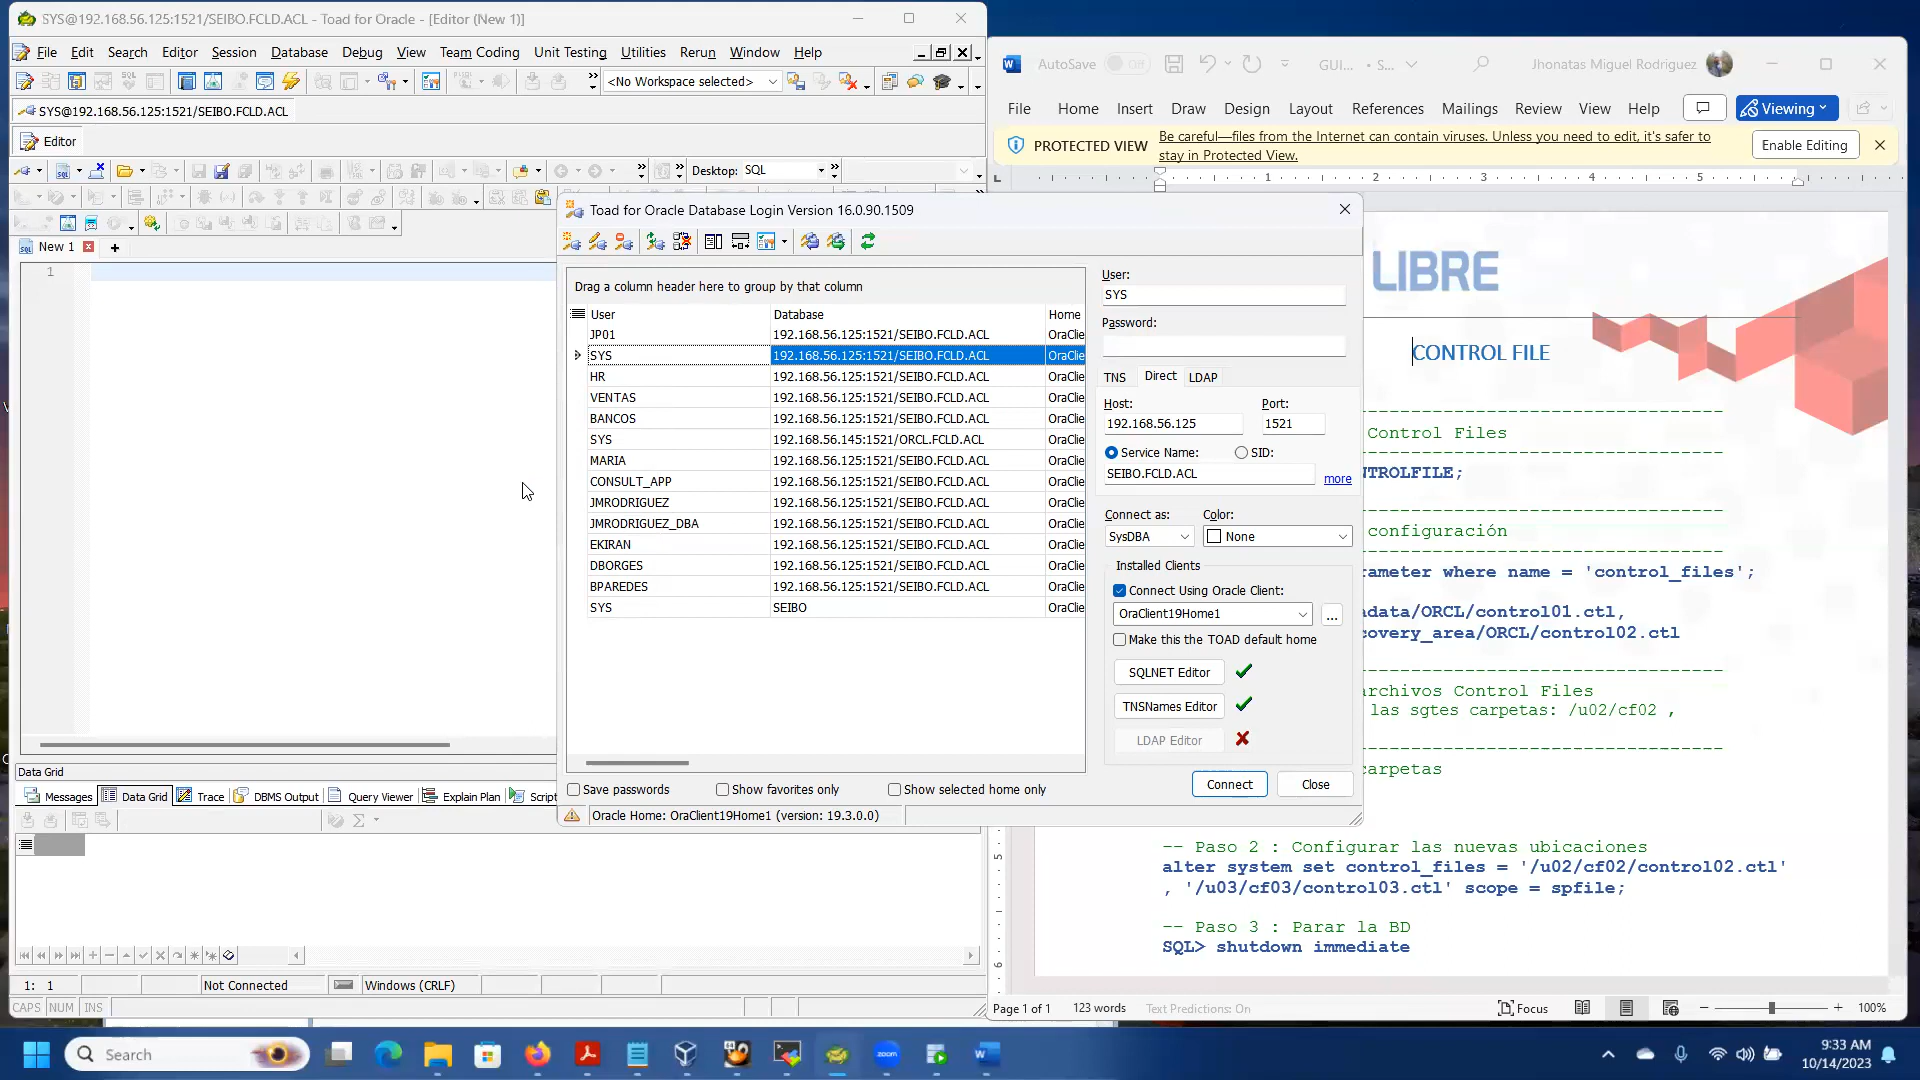 SYS@192.168.56.125:1521/SEIBO.FCLD.ACL - Toad for Oracle - [Editor (New 1)]
File Edit Search Editor Session Database Debug View Team Coding Unit Testing Utilities Rerun Window Help
<No Workspace selected>
SYS@192.168.56.125:1521/SEIBO.FCLD.ACL
Editor
Desktop: SQL
New 1
1
Data Grid
Messages Data Grid Trace DBMS Output Query Viewer Explain Plan Script
1: 1 Not Connected Windows (CRLF)
CAPS NUM INS
Toad for Oracle Database Login Version 16.0.90.1509
Drag a column header here to group by that column
User Database Home
JP01 192.168.56.125:1521/SEIBO.FCLD.ACL OraClie
SYS 192.168.56.125:1521/SEIBO.FCLD.ACL OraClie
HR 192.168.56.125:1521/SEIBO.FCLD.ACL OraClie
VENTAS 192.168.56.125:1521/SEIBO.FCLD.ACL OraClie
BANCOS 192.168.56.125:1521/SEIBO.FCLD.ACL OraClie
SYS 192.168.56.145:1521/ORCL.FCLD.ACL OraClie
MARIA 192.168.56.125:1521/SEIBO.FCLD.ACL OraClie
CONSULT_APP 192.168.56.125:1521/SEIBO.FCLD.ACL OraClie
JMRODRIGUEZ 192.168.56.125:1521/SEIBO.FCLD.ACL OraClie
JMRODRIGUEZ_DBA 192.168.56.125:1521/SEIBO.FCLD.ACL OraClie
EKIRAN 192.168.56.125:1521/SEIBO.FCLD.ACL OraClie
DBORGES 192.168.56.125:1521/SEIBO.FCLD.ACL OraClie
BPAREDES 192.168.56.125:1521/SEIBO.FCLD.ACL OraClie
SYS SEIBO OraClie
Save passwords Show favorites only Show selected home only
Oracle Home: OraClient19Home1 (version: 19.3.0.0)
User:
SYS
Password:
TNS Direct LDAP
Host: Port:
192.168.56.125 1521
Service Name: SID:
SEIBO.FCLD.ACL more
Connect as: Color:
SysDBA None
Installed Clients
Connect Using Oracle Client:
OraClient19Home1 ...
Make this the TOAD default home
SQLNET Editor
TNSNames Editor
LDAP Editor
Connect Close
AutoSave Off GUI... • S... Jhonatas Miguel Rodriguez
File Home Insert Draw Design Layout References Mailings Review View Help Viewing
PROTECTED VIEW Be careful—files from the Internet can contain viruses. Unless you need to edit, it's safer to
stay in Protected View.
Enable Editing
1 2 3 4 5
LIBRE
CONTROL FILE
Control Files
NTROLFILE;
configuración
rameter where name = 'control_files';
adata/ORCL/control01.ctl,
covery_area/ORCL/control02.ctl
archivos Control Files
las sgtes carpetas: /u02/cf02 ,
carpetas
-- Paso 2 : Configurar las nuevas ubicaciones
alter system set control_files = '/u02/cf02/control02.ctl'
, '/u03/cf03/control03.ctl' scope = spfile;
-- Paso 3 : Parar la BD
SQL> shutdown immediate
5
6
Page 1 of 1 123 words Text Predictions: On Focus 100%
Search
zoom
9:33 AM
10/14/2023